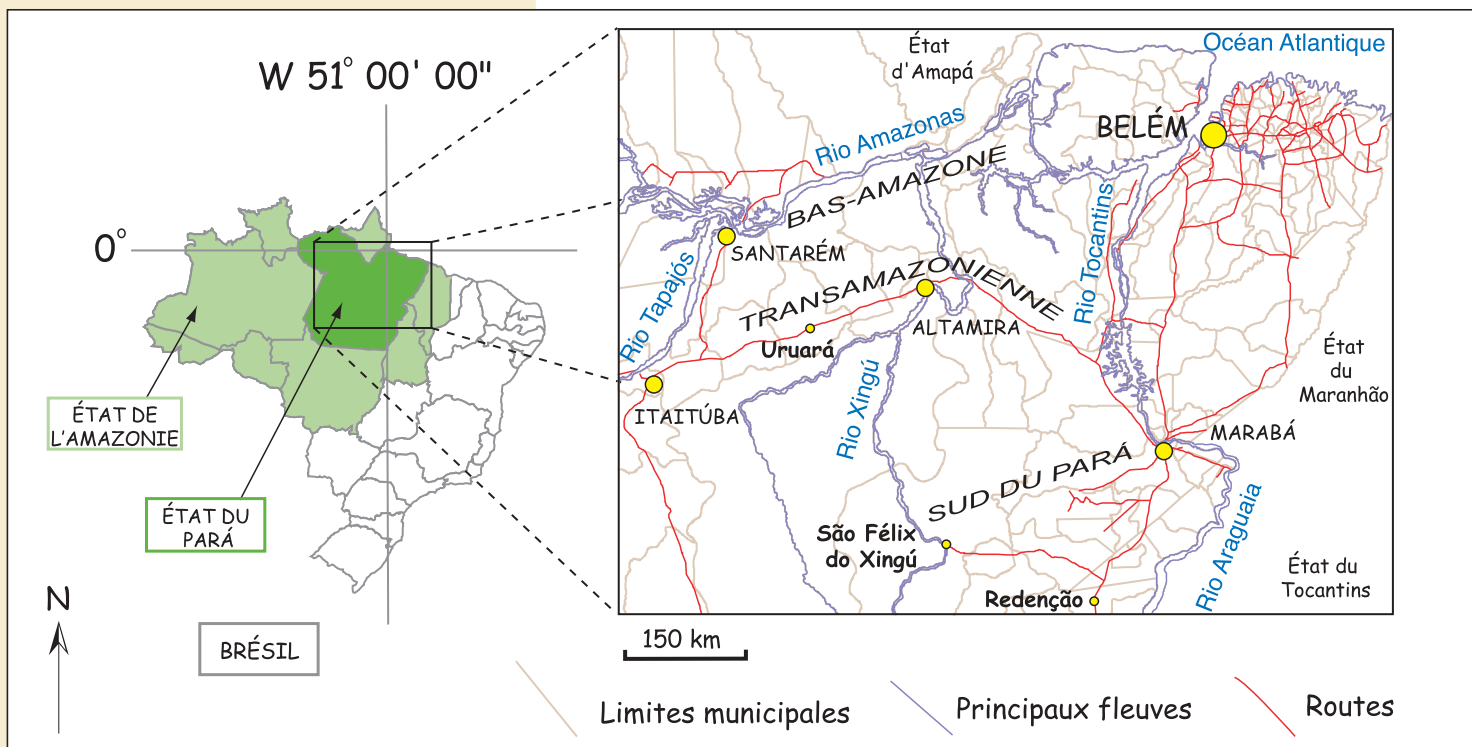 W 51° 00' 00"
0°
ÉTAT DE
L'AMAZONIE
ÉTAT DU
PARÁ
N
BRÉSIL
État
d'Amapá
Océan Atlantique
BELÉM
Rio Amazonas
BAS-AMAZONE
SANTARÉM
Rio Tapajós
TRANSAMAZONIENNE
Rio Tocantins
ALTAMIRA
Uruará
ITAITÚBA
Rio Xingú
État
du
Maranhão
MARABÁ
SUD DU PARÁ
São Félix
do Xingú
Redenção
Rio Araguaia
État du
Tocantins
150 km
Limites municipales
Principaux fleuves
Routes